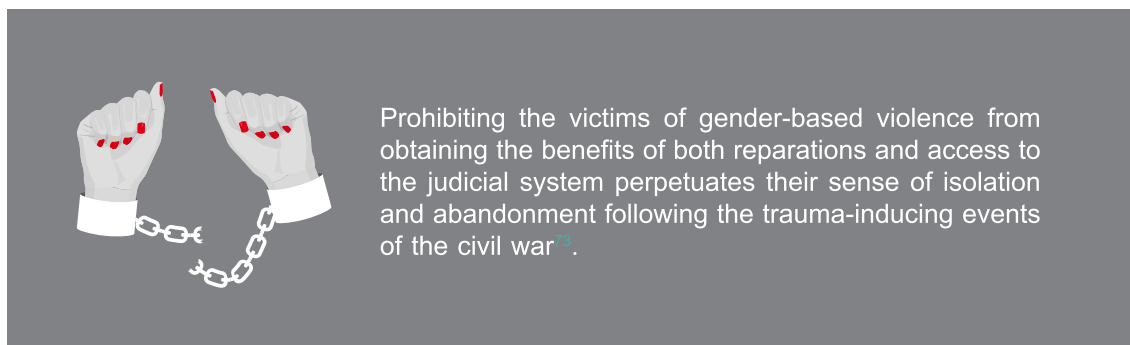 Prohibiting the victims of gender-based violence from
obtaining the benefits of both reparations and access to
the judicial system perpetuates their sense of isolation
and abandonment following the trauma-inducing events
of the civil war73.